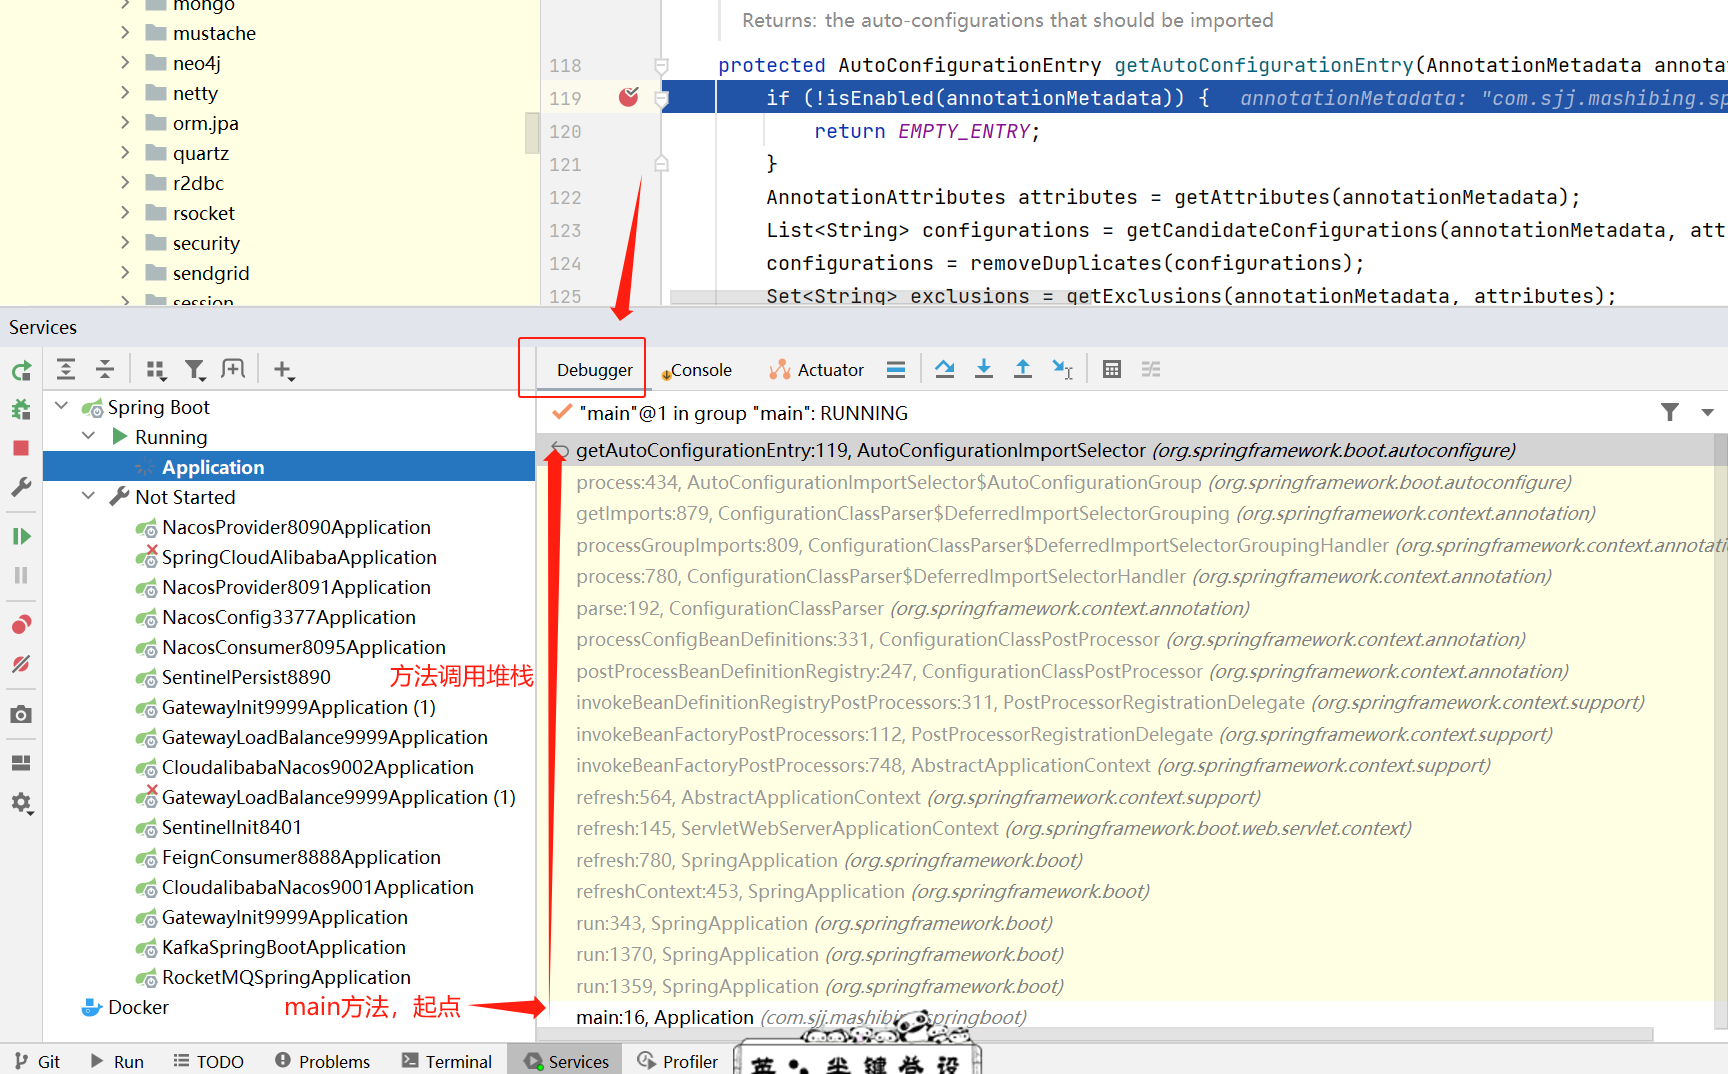 mongo
mustache
neo4j
netty
orm.jpa
quartz
r2dbc
rsocket
security
sendgrid
session
Returns: the auto-configurations that should be imported
118 protected AutoConfigurationEntry getAutoConfigurationEntry(AnnotationMetadata annota
119 if (!isEnabled(annotationMetadata)) { annotationMetadata: "com.sjj.mashibing.sp
120 return EMPTY_ENTRY;
121 }
122 AnnotationAttributes attributes = getAttributes(annotationMetadata);
123 List<String> configurations = getCandidateConfigurations(annotationMetadata, att
124 configurations = removeDuplicates(configurations);
125 Set<String> exclusions = getExclusions(annotationMetadata, attributes);
Services
Debugger Console Actuator
Spring Boot
Running
Application
Not Started
NacosProvider8090Application
SpringCloudAlibabaApplication
NacosProvider8091Application
NacosConfig3377Application
NacosConsumer8095Application
SentinelPersist8890
GatewayInit9999Application (1)
GatewayLoadBalance9999Application
CloudalibabaNacos9002Application
GatewayLoadBalance9999Application (1)
SentinelInit8401
FeignConsumer8888Application
CloudalibabaNacos9001Application
GatewayInit9999Application
KafkaSpringBootApplication
RocketMQSpringApplication
Docker
方法调用堆栈
main方法，起点
"main"@1 in group "main": RUNNING
getAutoConfigurationEntry:119, AutoConfigurationImportSelector (org.springframework.boot.autoconfigure)
process:434, AutoConfigurationImportSelector$AutoConfigurationGroup (org.springframework.boot.autoconfigure)
getImports:879, ConfigurationClassParser$DeferredImportSelectorGrouping (org.springframework.context.annotation)
processGroupImports:809, ConfigurationClassParser$DeferredImportSelectorGroupingHandler (org.springframework.context.annotati
process:780, ConfigurationClassParser$DeferredImportSelectorHandler (org.springframework.context.annotation)
parse:192, ConfigurationClassParser (org.springframework.context.annotation)
processConfigBeanDefinitions:331, ConfigurationClassPostProcessor (org.springframework.context.annotation)
postProcessBeanDefinitionRegistry:247, ConfigurationClassPostProcessor (org.springframework.context.annotation)
invokeBeanDefinitionRegistryPostProcessors:311, PostProcessorRegistrationDelegate (org.springframework.context.support)
invokeBeanFactoryPostProcessors:112, PostProcessorRegistrationDelegate (org.springframework.context.support)
invokeBeanFactoryPostProcessors:748, AbstractApplicationContext (org.springframework.context.support)
refresh:564, AbstractApplicationContext (org.springframework.context.support)
refresh:145, ServletWebServerApplicationContext (org.springframework.boot.web.servlet.context)
refresh:780, SpringApplication (org.springframework.boot)
refreshContext:453, SpringApplication (org.springframework.boot)
run:343, SpringApplication (org.springframework.boot)
run:1370, SpringApplication (org.springframework.boot)
run:1359, SpringApplication (org.springframework.boot)
main:16, Application (com.sjj.mashibi springboot)
Git Run TODO Problems Terminal Services Profiler
英